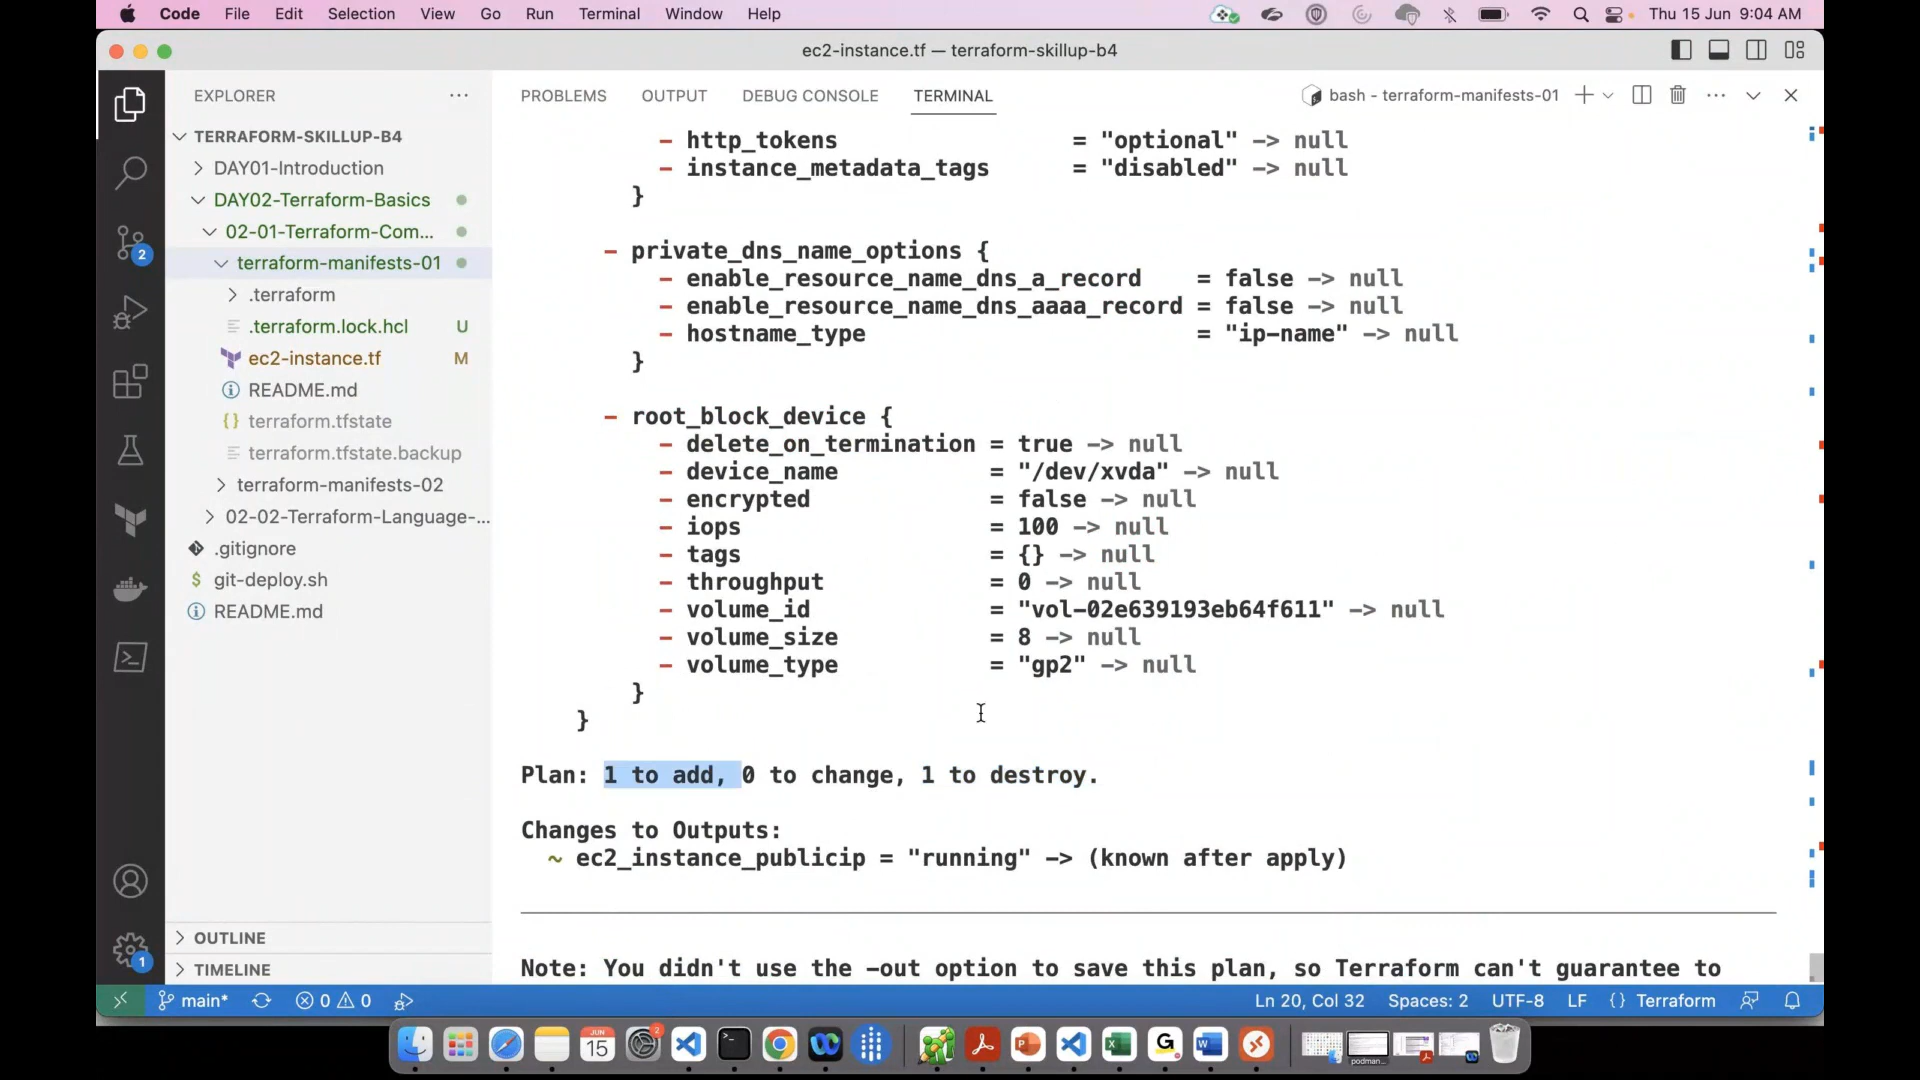 Code File Edit Selection View Go Run Terminal Window Help Thu 15 Jun 9:04 AM
ec2-instance.tf — terraform-skillup-b4
EXPLORER
TERRAFORM-SKILLUP-B4
DAY01-Introduction
DAY02-Terraform-Basics
02-01-Terraform-Com...
terraform-manifests-01
.terraform
.terraform.lock.hcl U
ec2-instance.tf M
README.md
terraform.tfstate
terraform.tfstate.backup
terraform-manifests-02
02-02-Terraform-Language-...
.gitignore
git-deploy.sh
README.md
OUTLINE
TIMELINE
2
1
PROBLEMS OUTPUT DEBUG CONSOLE TERMINAL bash - terraform-manifests-01
- http_tokens = "optional" -> null
- instance_metadata_tags = "disabled" -> null
}
- private_dns_name_options {
- enable_resource_name_dns_a_record = false -> null
- enable_resource_name_dns_aaaa_record = false -> null
- hostname_type = "ip-name" -> null
}
- root_block_device {
- delete_on_termination = true -> null
- device_name = "/dev/xvda" -> null
- encrypted = false -> null
- iops = 100 -> null
- tags = {} -> null
- throughput = 0 -> null
- volume_id = "vol-02e639193eb64f611" -> null
- volume_size = 8 -> null
- volume_type = "gp2" -> null
}
}
Plan: 1 to add, 0 to change, 1 to destroy.
Changes to Outputs:
~ ec2_instance_publicip = "running" -> (known after apply)
Note: You didn't use the -out option to save this plan, so Terraform can't guarantee to
main* 0 0 Ln 20, Col 32 Spaces: 2 UTF-8 LF {} Terraform
JUN
15
2
podman...